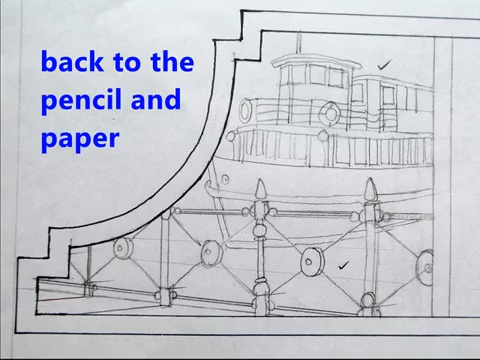 back to the
pencil and
paper